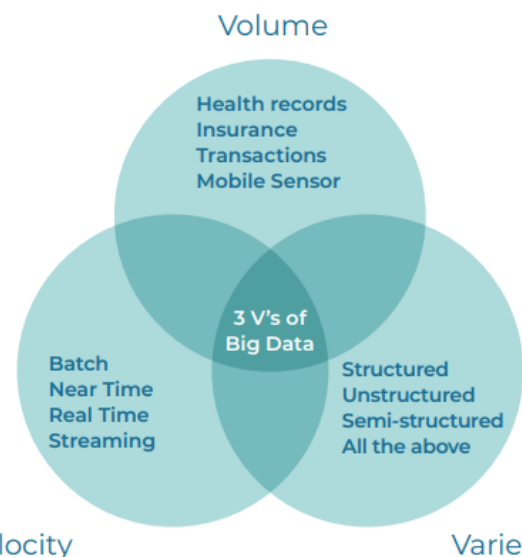 Volume
Health records
Insurance
Transactions
Mobile Sensor
3 V's of
Big Data
Batch
Near Time
Real Time
Streaming
Structured
Unstructured
Semi-structured
All the above
locity
Varie